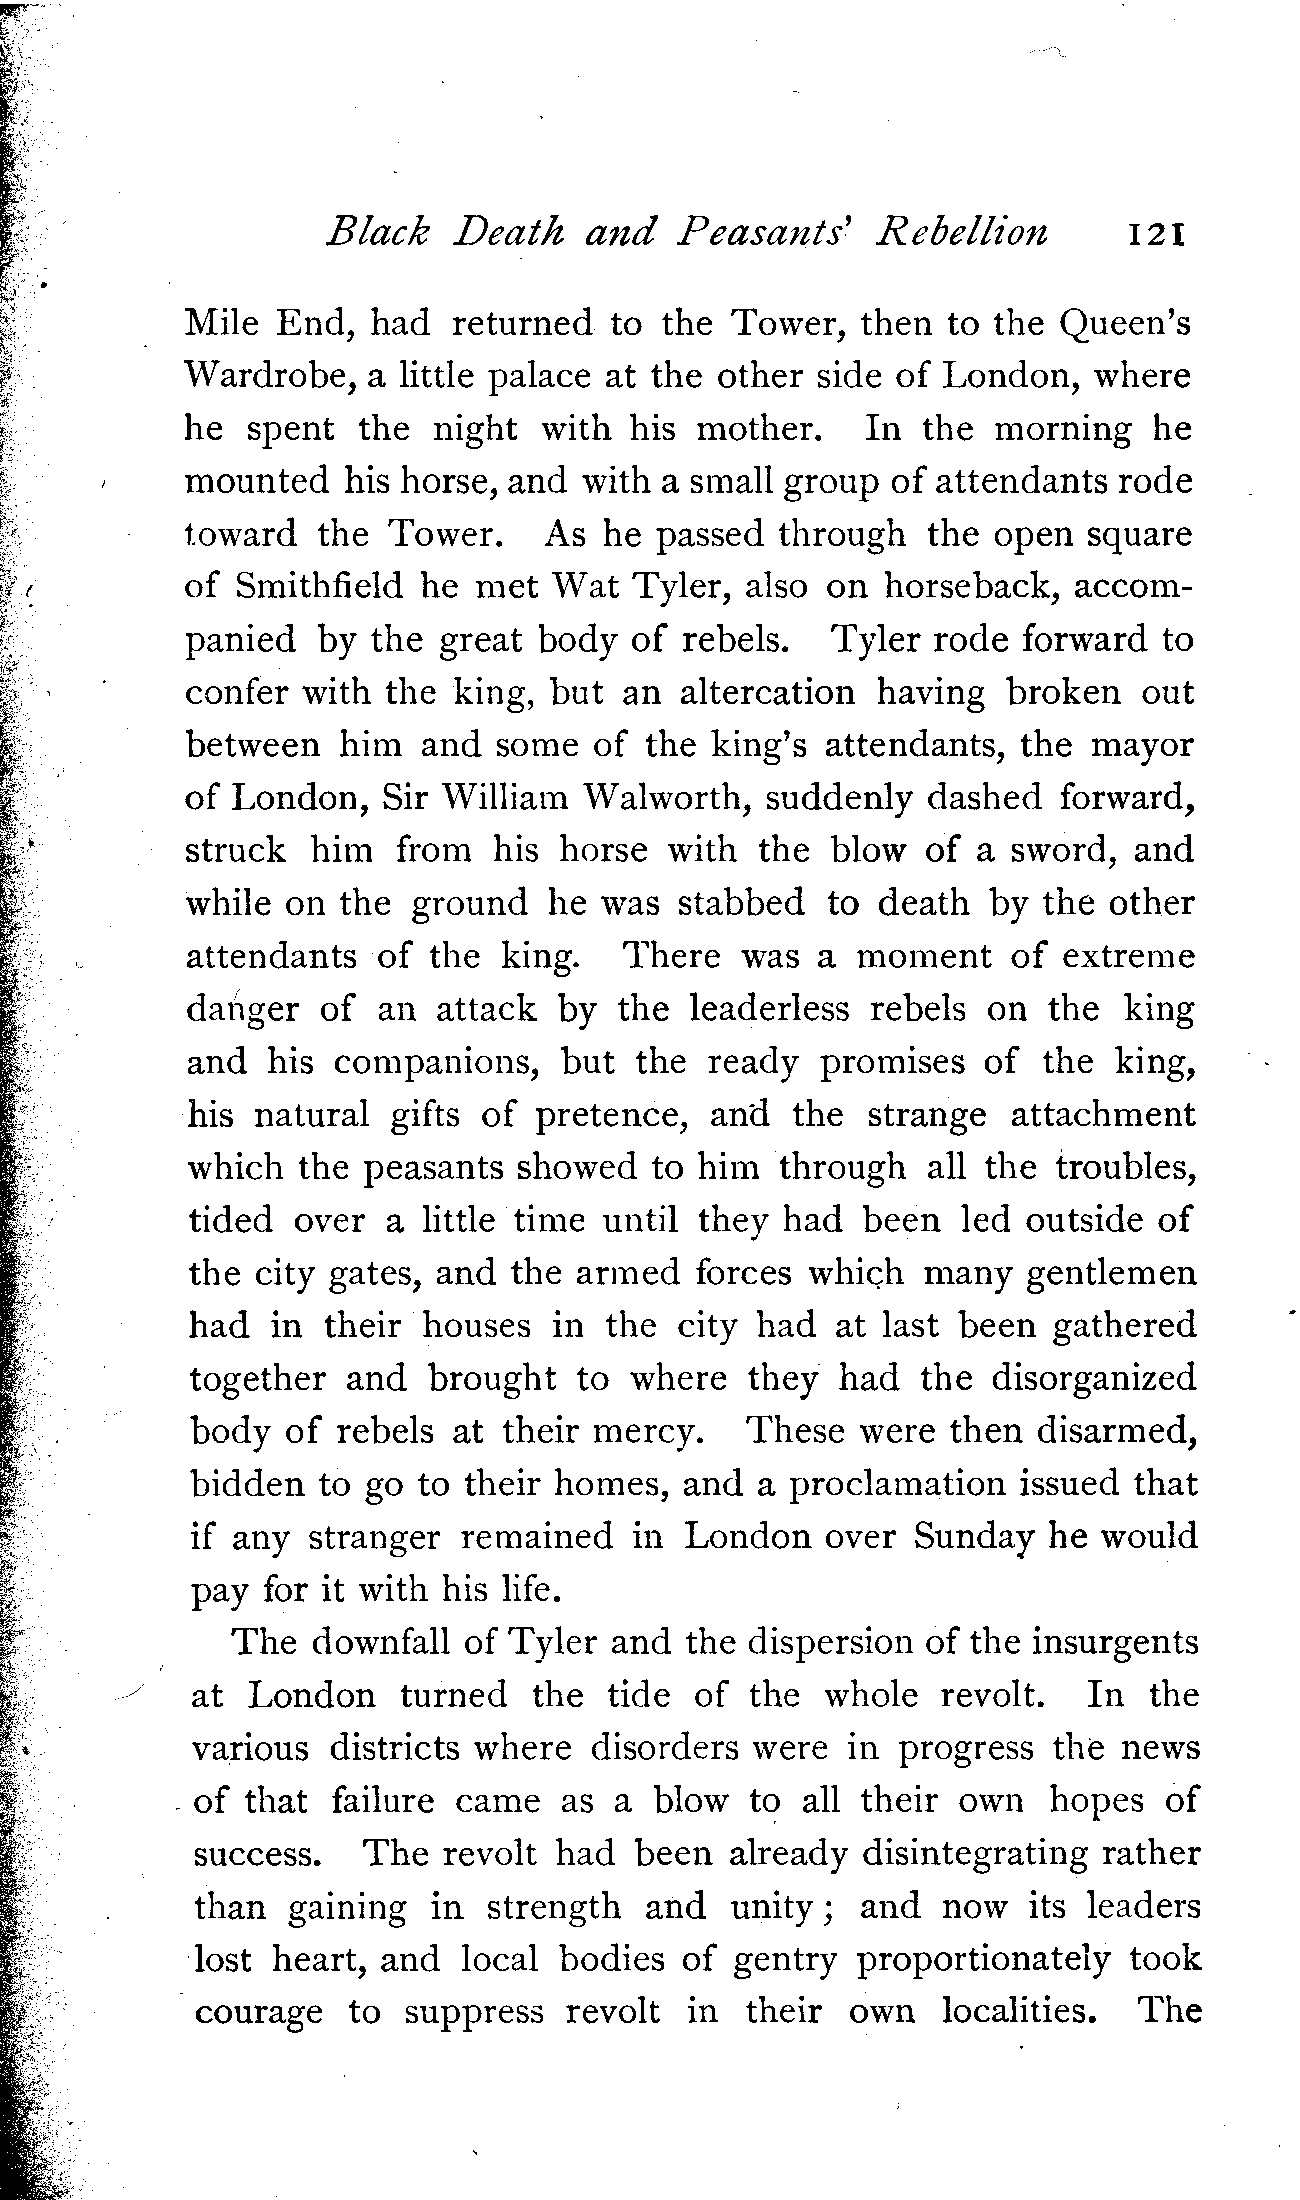 Black Death and Peasants' Rebellion 121
Mile End, had returned to the Tower, then to the Queen's
Wardrobe, a little palace at the other side of London, where
he spent the night with his mother. In the morning he
mounted his horse, and with a small group of attendants rode
toward the Tower. As he passed through the open square
of Smithfield he met Wat Tyler, also on horseback, accom-
panied by the great body of rebels. Tyler rode forward to
confer with the king, but an altercation having broken out
between him and some of the king's attendants, the mayor
of London, Sir William Walworth, suddenly dashed forward,
struck him from his horse with the blow of a sword, and
while on the ground he was stabbed to death by the other
attendants of the king. There was a moment of extreme
danger of an attack by the leaderless rebels on the king
and his companions, but the ready promises of the king,
his natural gifts of pretence, and the strange attachment
which the peasants showed to him through all the troubles,
tided over a little time until they had been led outside of
the city gates, and the armed forces which many gentlemen
had in their houses in the city had at last been gathered
together and brought to where they had the disorganized
body of rebels at their mercy. These were then disarmed,
bidden to go to their homes, and a proclamation issued that
if any stranger remained in London over Sunday he would
pay for it with his life.
The downfall of Tyler and the dispersion of the insurgents
at London turned the tide of the whole revolt. In the
various districts where disorders were in progress the news
of that failure came as a blow to all their own hopes of
success. The revolt had been already disintegrating rather
than gaining in strength and unity; and now its leaders
lost heart, and local bodies of gentry proportionately took
courage to suppress revolt in their own localities. The